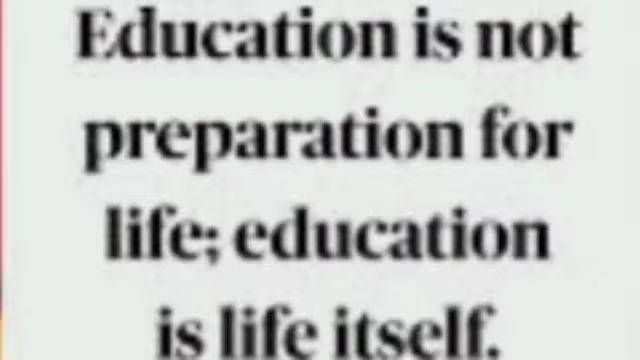 Education is not
preparation for
life; education
is life itself.